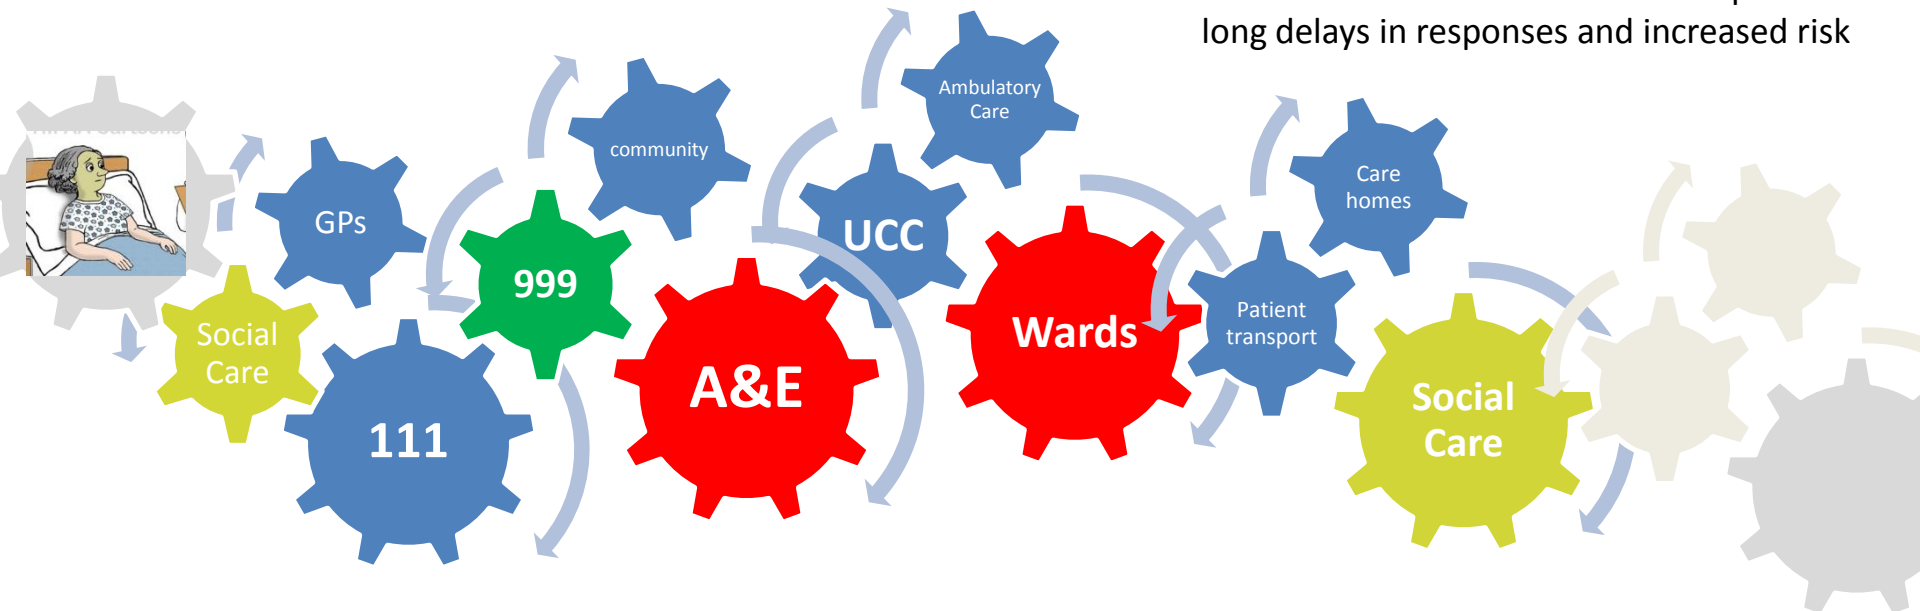 long delays in responses and increased risk
Ambulatory
Care
community
Care
homes
GPs
UCC
999
Patient
transport
Social
Care
Wards
A&E
Social
Care
111